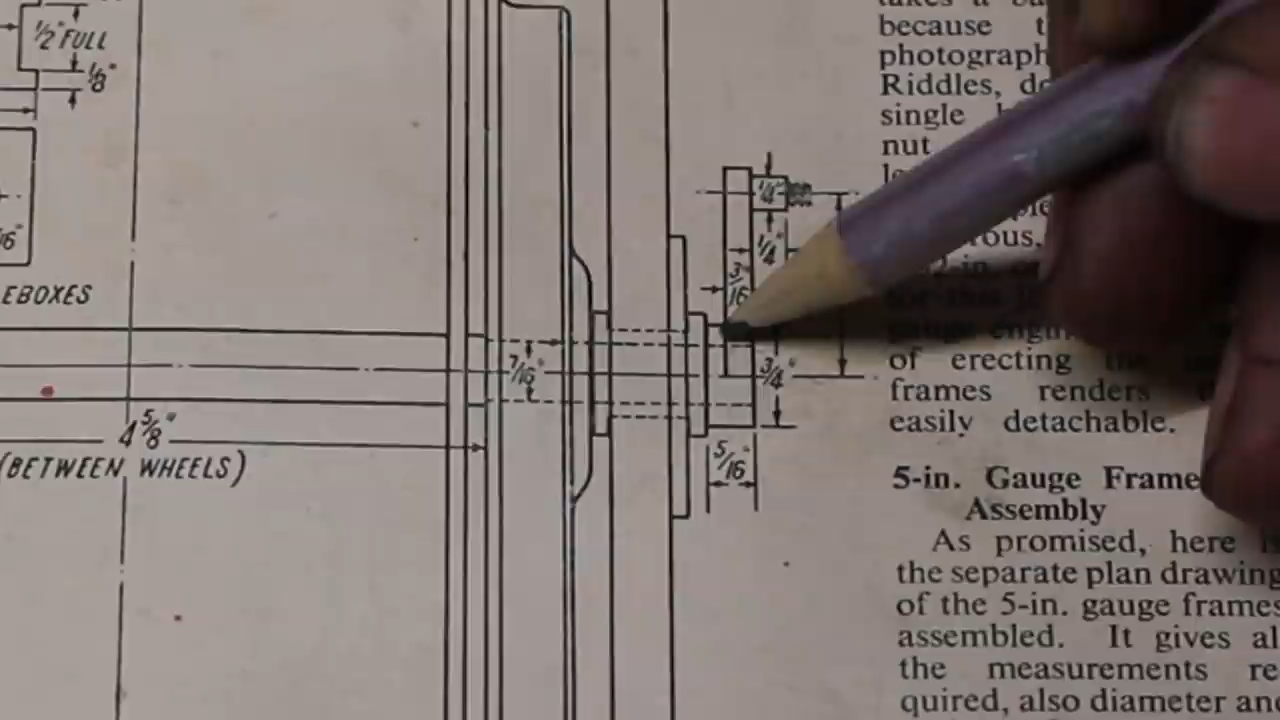 1/2" FULL
1/8"
EBOXES
7/16"
4 5/8"
(BETWEEN WHEELS)
1/4"
1/4"
3/16"
3/4"
5/16"
because
photograph
Riddles,
single
nut
of erecting the
frames renders
easily detachable.
5-in. Gauge Frame
Assembly
As promised, here
the separate plan drawing
of the 5-in. gauge frames
assembled. It gives al
the measurements re-
quired, also diameter and